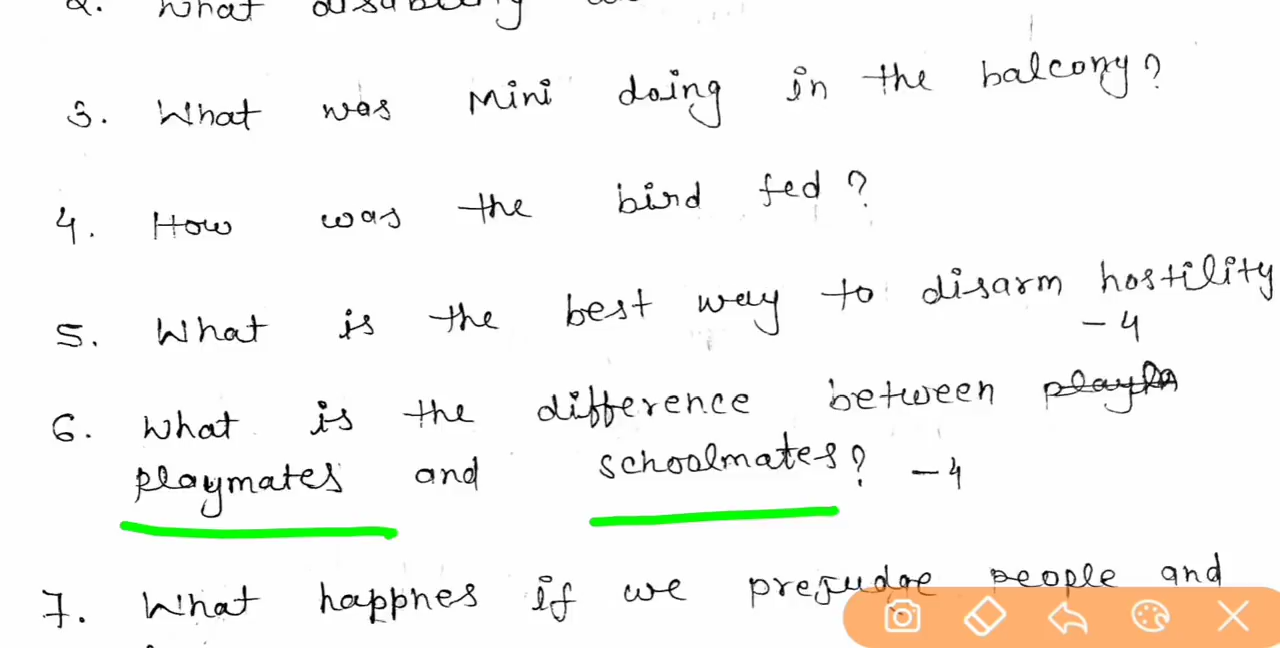 2. What
3. What was Mini doing in the balcony?
4. How was the bird fed?
5. What is the best way to disarm hostility
- 4
6. What is the difference between
playmates and schoolmates? - 4
7. What happnes if we prejudge people and